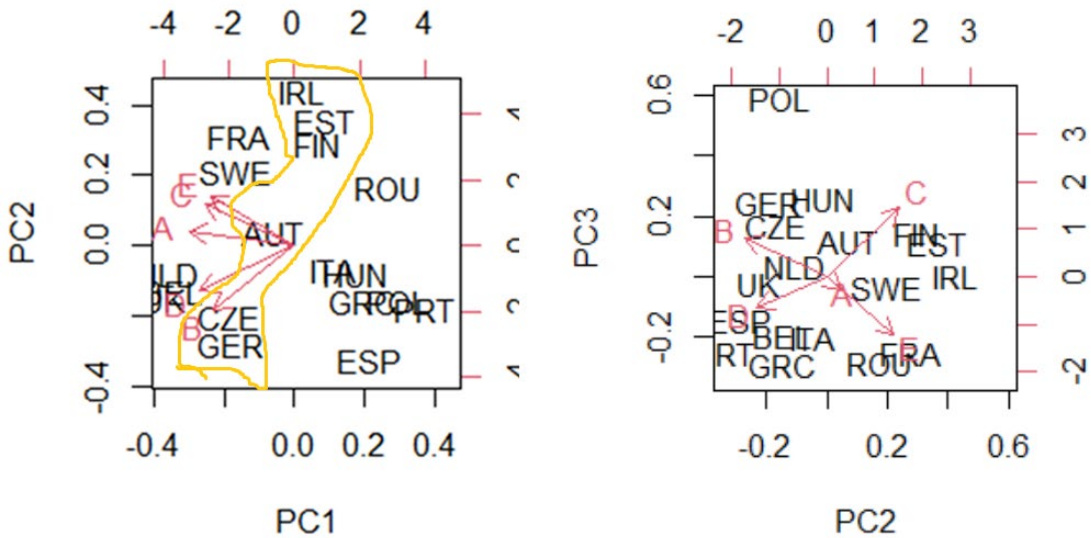 -4 -2 0 2 4
-2 0 1 2 3
0.4 0.2 0.0 -0.4
PC2
IRL
EST
FRA FIN
SWE
E
C
ROU
A AUT
ITA HUN
CZE
GER
B
PRT
ESP
2
0
-0.4 0.0 0.2 0.4
PC1
0.6 0.2 -0.2
PC3
POL
GER HUN
C
B CZE FIN
AUT EST
NLD IRL
UK A SWE
D
ESP
BEL ITA
E FRA
GRC ROU
3 2 1 0 -2
-0.2 0.2 0.6
PC2